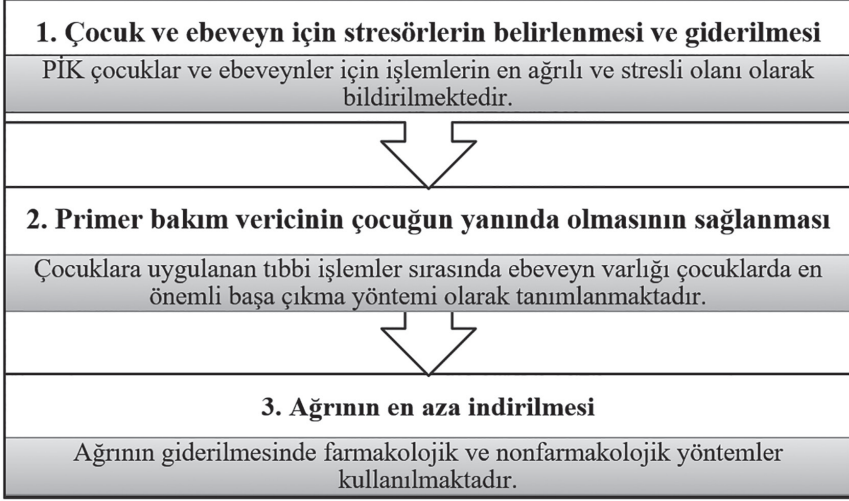 1. Çocuk ve ebeveyn için stresörlerin belirlenmesi ve giderilmesi
PİK çocuklar ve ebeveynler için işlemlerin en ağrılı ve stresli olanı olarak
bildirilmektedir.
2. Primer bakım vericinin çocuğun yanında olmasının sağlanması
Çocuklara uygulanan tıbbi işlemler sırasında ebeveyn varlığı çocuklarda en
önemli başa çıkma yöntemi olarak tanımlanmaktadır.
3. Ağrının en aza indirilmesi
Ağrının giderilmesinde farmakolojik ve nonfarmakolojik yöntemler
kullanılmaktadır.